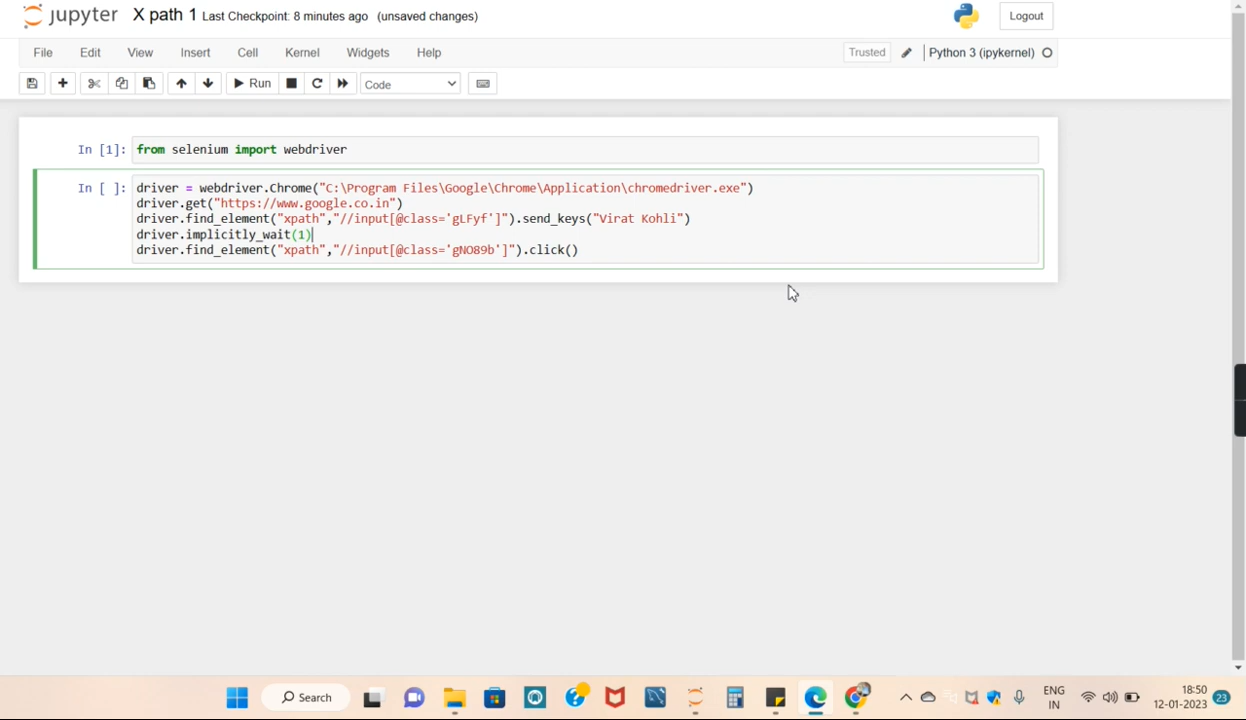 jupyter X path 1 Last Checkpoint: 8 minutes ago (unsaved changes) Logout
File Edit View Insert Cell Kernel Widgets Help Trusted Python 3 (ipykernel)
Run Code
In [1]: from selenium import webdriver
In [ ]: driver = webdriver.Chrome("C:\Program Files\Google\Chrome\Application\chromedriver.exe")
driver.get("https://www.google.co.in")
driver.find_element("xpath","//input[@class='gLFyf']").send_keys("Virat Kohli")
driver.implicitly_wait(1)
driver.find_element("xpath","//input[@class='gNO89b']").click()
Search ENG IN 18:50 12-01-2023 23